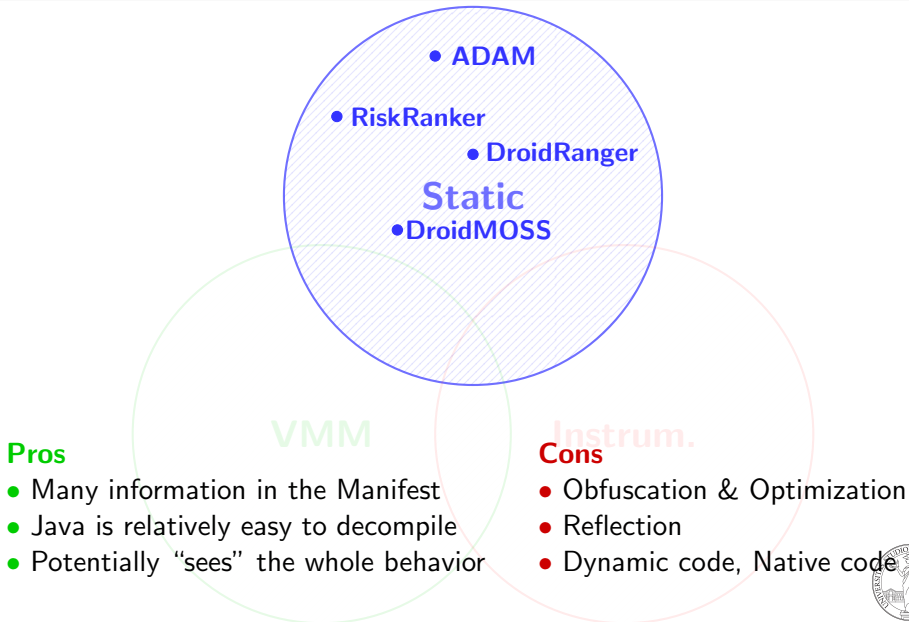 ADAM
RiskRanker
DroidRanger
Static
DroidMOSS
VMM
Instrum.
Pros
• Many information in the Manifest
• Java is relatively easy to decompile
• Potentially “sees” the whole behavior
Cons
• Obfuscation & Optimization
• Reflection
• Dynamic code, Native code